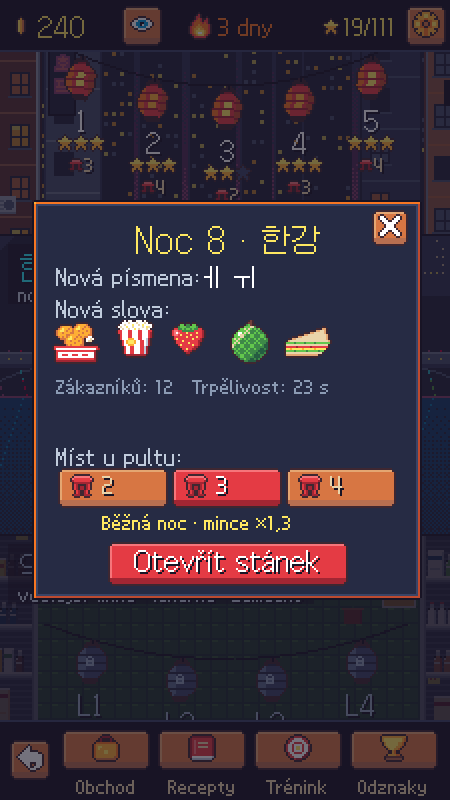 240
3 dny
19/111
1
2
3
4
5
3
4
3
4
Noc 8 · 한강
Nová písmena: ㅔ ㅜㅓ
Nová slova:
Zákazníků: 12 Trpělivost: 23 s
Míst u pultu:
2
3
4
Běžná noc · mince ×1,3
Otevřít stánek
L1
L4
Obchod
Recepty
Trénink
Odznaky